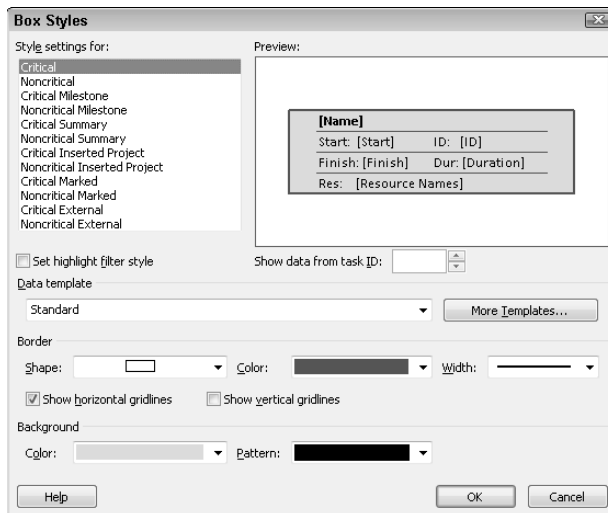 Box Styles
Style settings for:
Critical
Noncritical
Critical Milestone
Noncritical Milestone
Critical Summary
Noncritical Summary
Critical Inserted Project
Noncritical Inserted Project
Critical Marked
Noncritical Marked
Critical External
Noncritical External
Preview:
[Name]
Start: [Start] ID: [ID]
Finish: [Finish] Dur: [Duration]
Res: [Resource Names]
Set highlight filter style
Show data from task ID:
Data template
Standard
More Templates...
Border
Shape: Color: Width:
Show horizontal gridlines Show vertical gridlines
Background
Color: Pattern:
Help OK Cancel